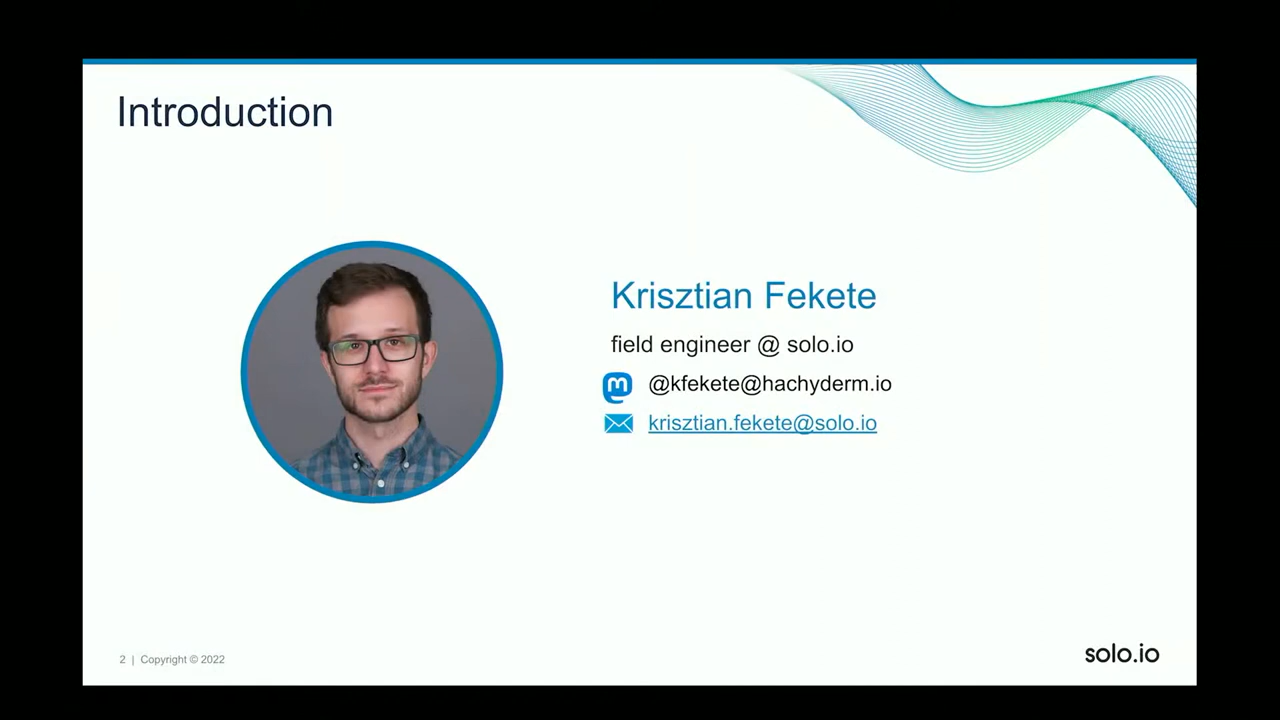 Introduction
Krisztian Fekete
field engineer @ solo.io
@kfekete@hachyderm.io
krisztian.fekete@solo.io
2 | Copyright © 2022
solo.io